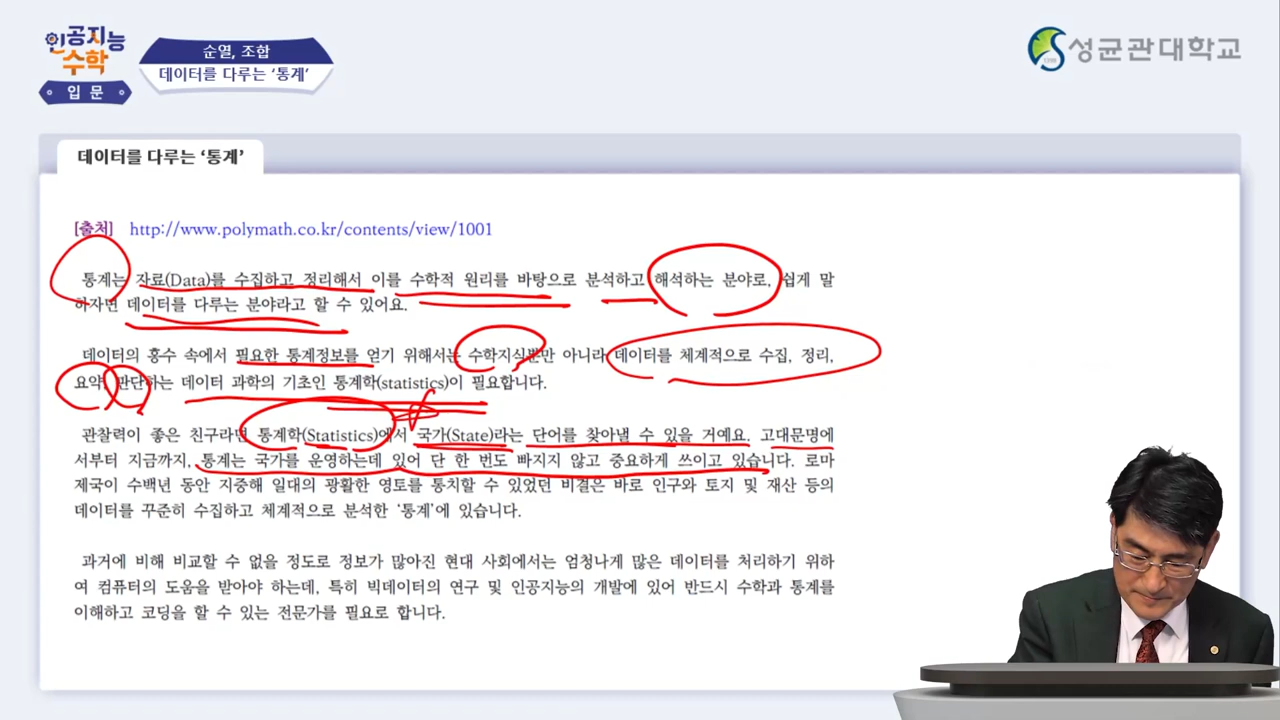 인공지능
수학
입문
순열, 조합
데이터를 다루는 ‘통계’
성균관대학교
데이터를 다루는 ‘통계’
[출처] http://www.polymath.co.kr/contents/view/1001
통계는 자료(Data)를 수집하고 정리해서 이를 수학적 원리를 바탕으로 분석하고 해석하는 분야로, 쉽게 말
하자면 데이터를 다루는 분야라고 할 수 있어요.
데이터의 홍수 속에서 필요한 통계정보를 얻기 위해서는 수학지식뿐만 아니라 데이터를 체계적으로 수집, 정리,
요약, 판단하는 데이터 과학의 기초인 통계학(statistics)이 필요합니다.
관찰력이 좋은 친구라면 통계학(Statistics)에서 국가(State)라는 단어를 찾아낼 수 있을 거예요. 고대문명에
서부터 지금까지, 통계는 국가를 운영하는데 있어 단 한 번도 빠지지 않고 중요하게 쓰이고 있습니다. 로마
제국이 수백년 동안 지중해 일대의 광활한 영토를 통치할 수 있었던 비결은 바로 인구와 토지 및 재산 등의
데이터를 꾸준히 수집하고 체계적으로 분석한 ‘통계’에 있습니다.
과거에 비해 비교할 수 없을 정도로 정보가 많아진 현대 사회에서는 엄청나게 많은 데이터를 처리하기 위하
여 컴퓨터의 도움을 받아야 하는데, 특히 빅데이터의 연구 및 인공지능의 개발에 있어 반드시 수학과 통계를
이해하고 코딩을 할 수 있는 전문가를 필요로 합니다.